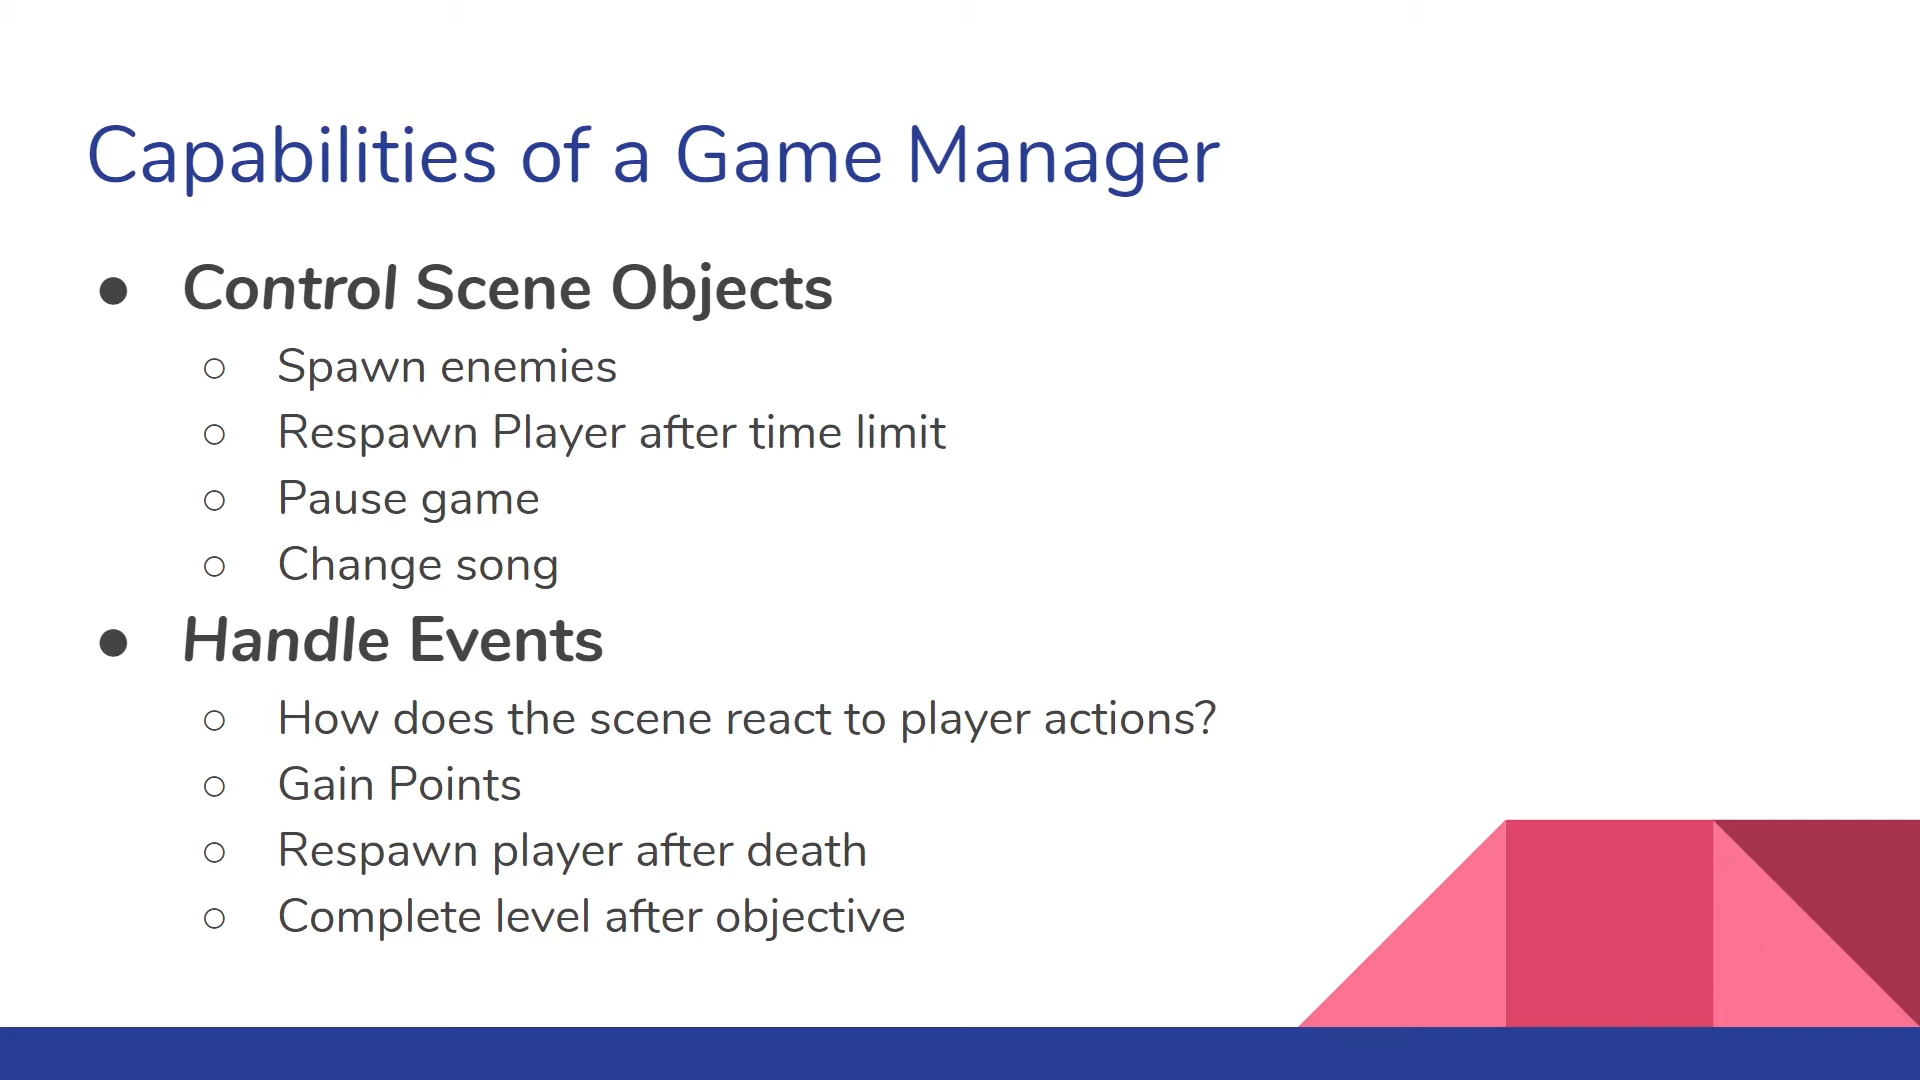 Capabilities of a Game Manager
● Control Scene Objects
○ Spawn enemies
○ Respawn Player after time limit
○ Pause game
○ Change song
● Handle Events
○ How does the scene react to player actions?
○ Gain Points
○ Respawn player after death
○ Complete level after objective